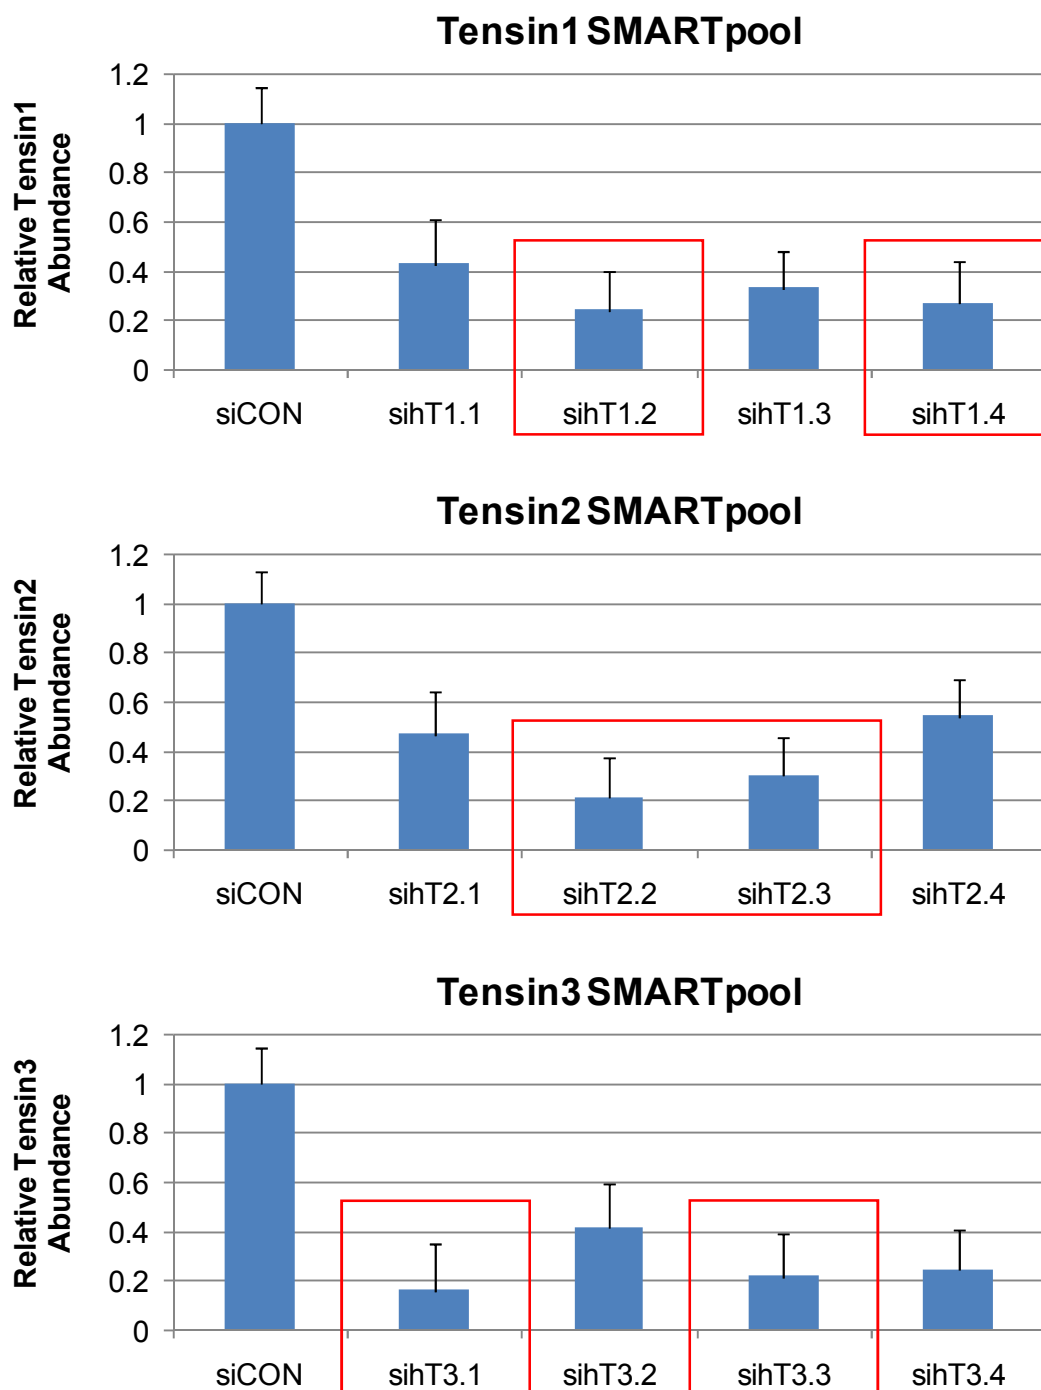 Tensin1 SMARTpool
Relative Tensin1
Abundance
1.2
1
0.8
0.6
0.4
0.2
0
siCON sihT1.1 sihT1.2 sihT1.3 sihT1.4
Tensin2 SMARTpool
Relative Tensin2
Abundance
1.2
1
0.8
0.6
0.4
0.2
0
siCON sihT2.1 sihT2.2 sihT2.3 sihT2.4
Tensin3 SMARTpool
Relative Tensin3
Abundance
1.2
1
0.8
0.6
0.4
0.2
0
siCON sihT3.1 sihT3.2 sihT3.3 sihT3.4